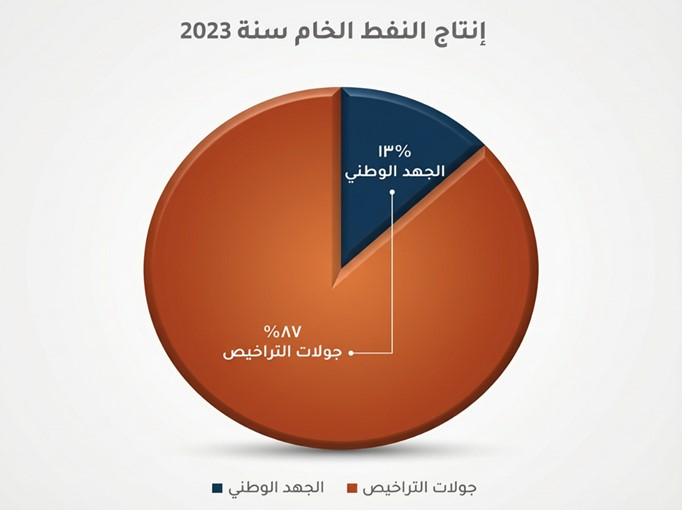 إنتاج النفط الخام سنة 2023
١٣%
الجهد الوطني
%٨٧
جولات التراخيص
جولات التراخيص
الجهد الوطني